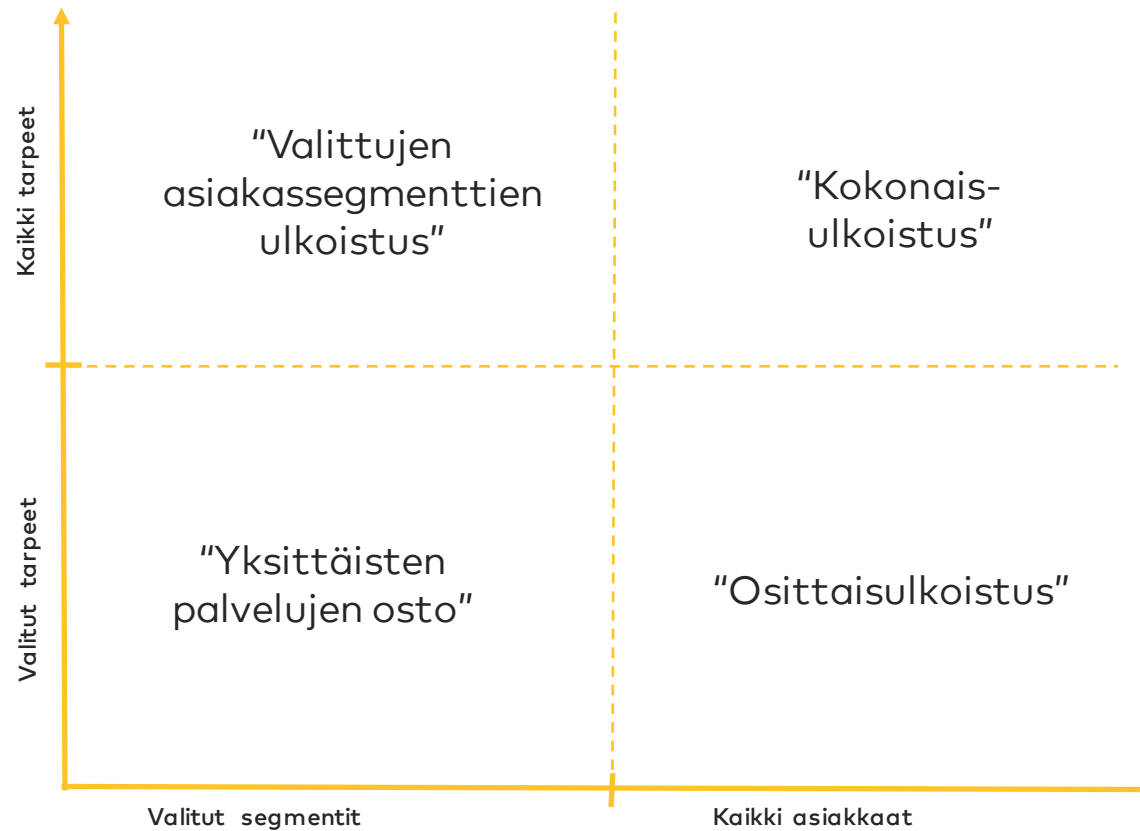 Kaikki tarpeet
“Valittujen
asiakassegmenttien
ulkoistus”
“Kokonais-
ulkoistus”
Valitut tarpeet
“Yksittäisten
palvelujen osto”
“Osittaisulkoistus”
Valitut segmentit
Kaikki asiakkaat